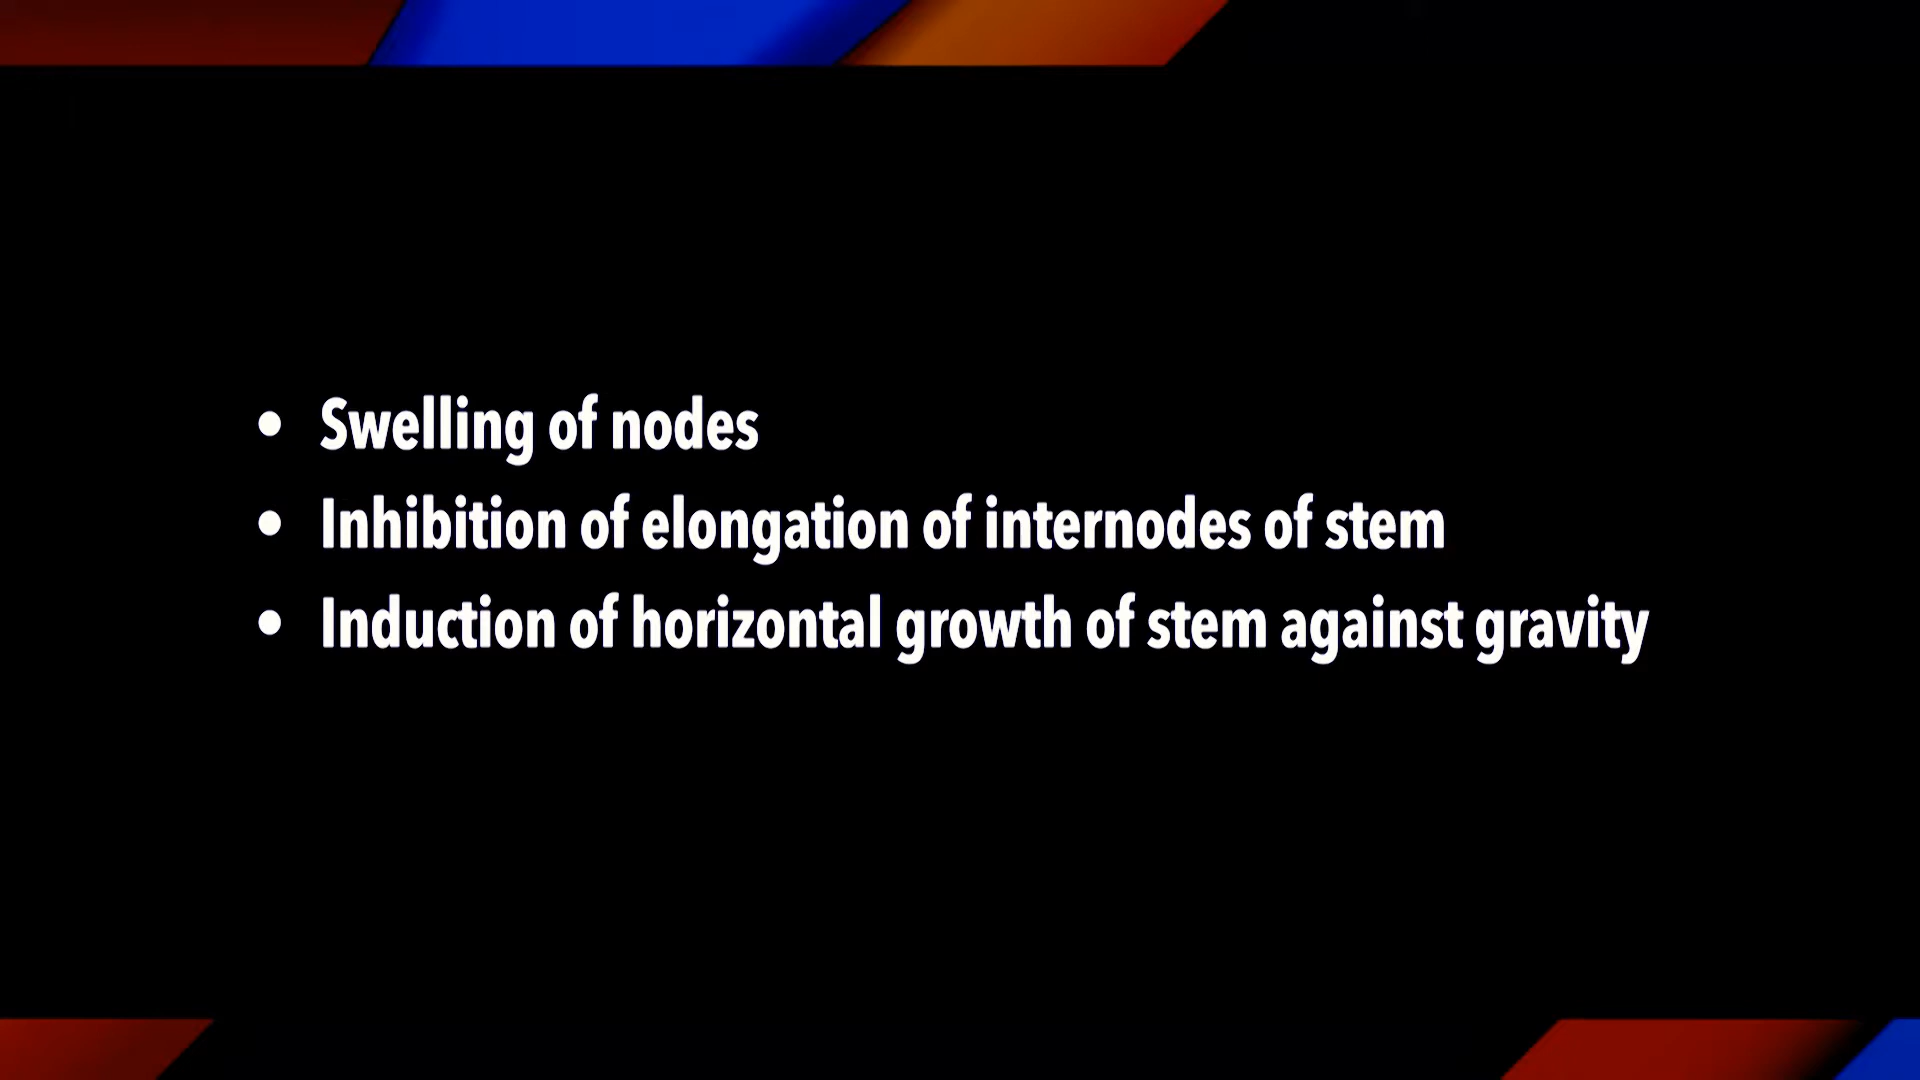 • Swelling of nodes
• Inhibition of elongation of internodes of stem
• Induction of horizontal growth of stem against gravity